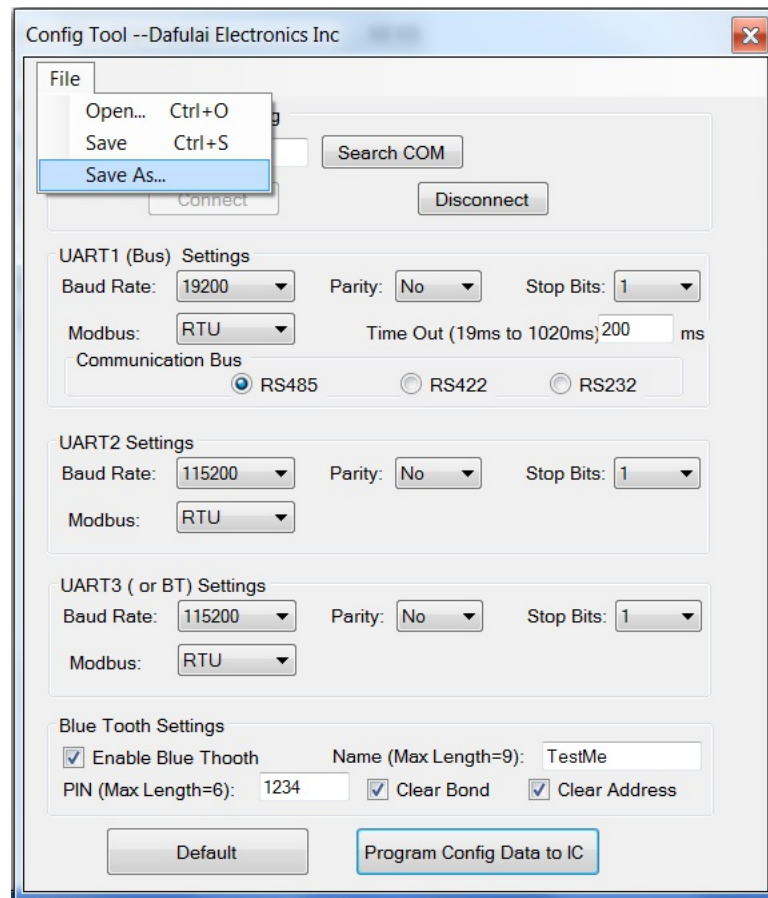 Config Tool --Dafulai Electronics Inc
File
Open... Ctrl+O
Save Ctrl+S
Save As...
g
Search COM
Connect Disconnect
UART1 (Bus) Settings
Baud Rate: 19200 Parity: No Stop Bits: 1
Modbus: RTU Time Out (19ms to 1020ms) 200 ms
Communication Bus
RS485 RS422 RS232
UART2 Settings
Baud Rate: 115200 Parity: No Stop Bits: 1
Modbus: RTU
UART3 ( or BT) Settings
Baud Rate: 115200 Parity: No Stop Bits: 1
Modbus: RTU
Blue Tooth Settings
Enable Blue Thooth Name (Max Length=9): TestMe
PIN (Max Length=6): 1234 Clear Bond Clear Address
Default Program Config Data to IC